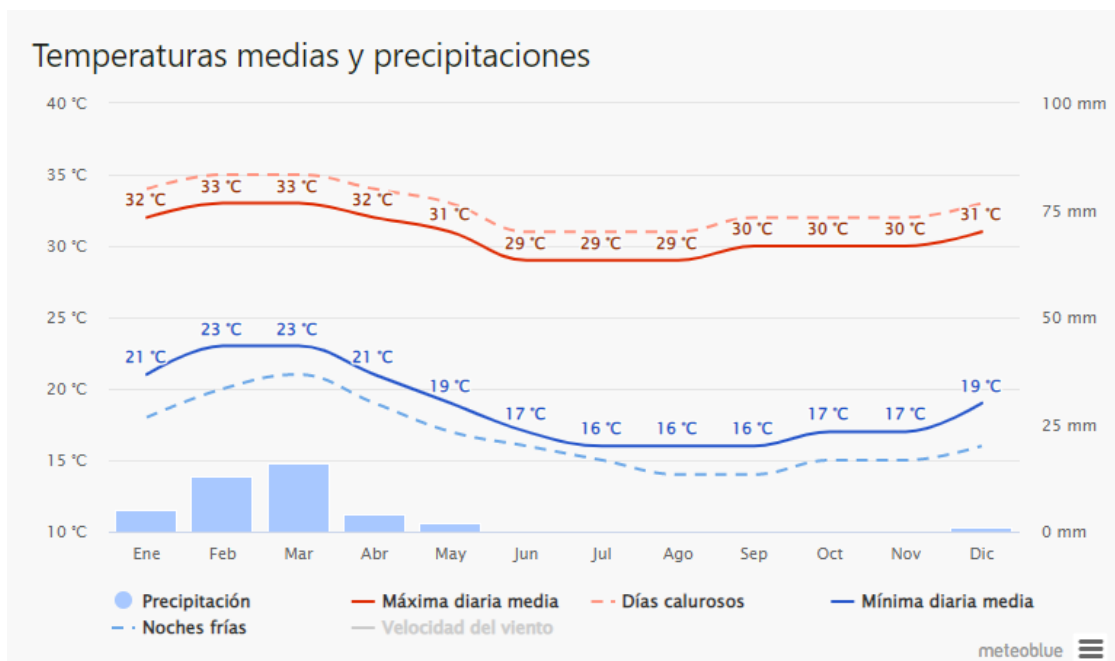 Temperaturas medias y precipitaciones
40 °C
100 mm
35 °C
33 °C
33 °C
32 °C
32 °C
31 °C
31 °C
75 mm
30 °C
30 °C
30 °C
29 °C
29 °C
29 °C
30 °C
25 °C
50 mm
23 °C
23 °C
21 °C
21 °C
20 °C
19 °C
19 °C
17 °C
17 °C
17 °C
16 °C
16 °C
16 °C
25 mm
15 °C
10 °C
0 mm
Ene Feb Mar Abr May Jun Jul Ago Sep Oct Nov Dic
Precipitación Máxima diaria media Días calurosos Mínima diaria media
Noches frías Velocidad del viento
meteoblue